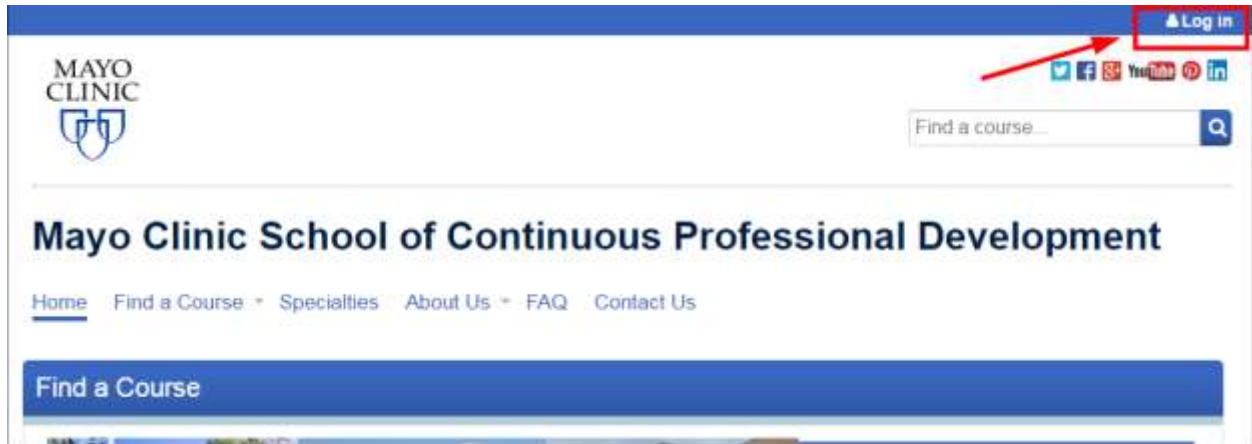 Log in
MAYO
CLINIC
YouTube
Find a course...
Mayo Clinic School of Continuous Professional Development
Home Find a Course Specialties About Us FAQ Contact Us
Find a Course